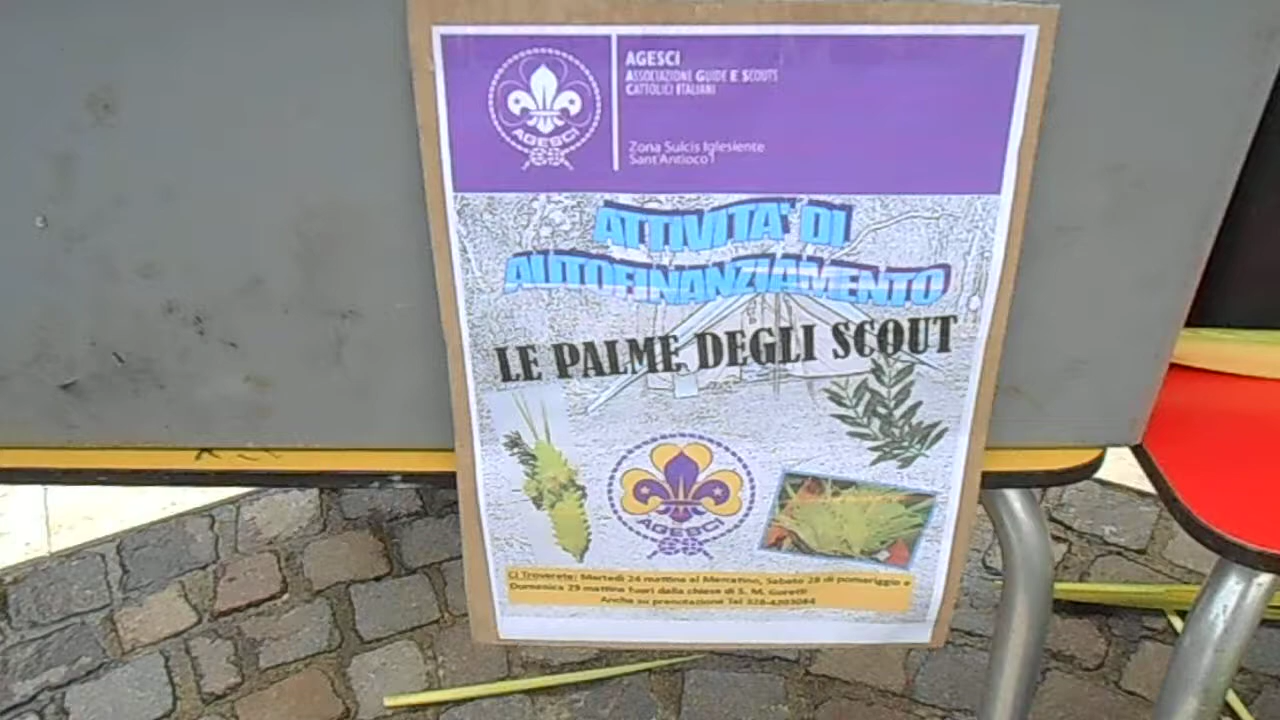 AGESCI
ASSOCIAZIONE GUIDE E SCOUTS
CATTOLICI ITALIANI
AGESCI
Zona Sulcis Iglesiente
Sant'Antioco 1
ATTIVITA' DI
AUTOFINANZIAMENTO
LE PALME DEGLI SCOUT
AGESCI
Ci Troverete: Martedì 24 mattina al Mercatino, Sabato 28 di pomeriggio e
Domenica 29 mattina fuori dalla chiesa di S. M. Goretti
Anche su prenotazione Tel